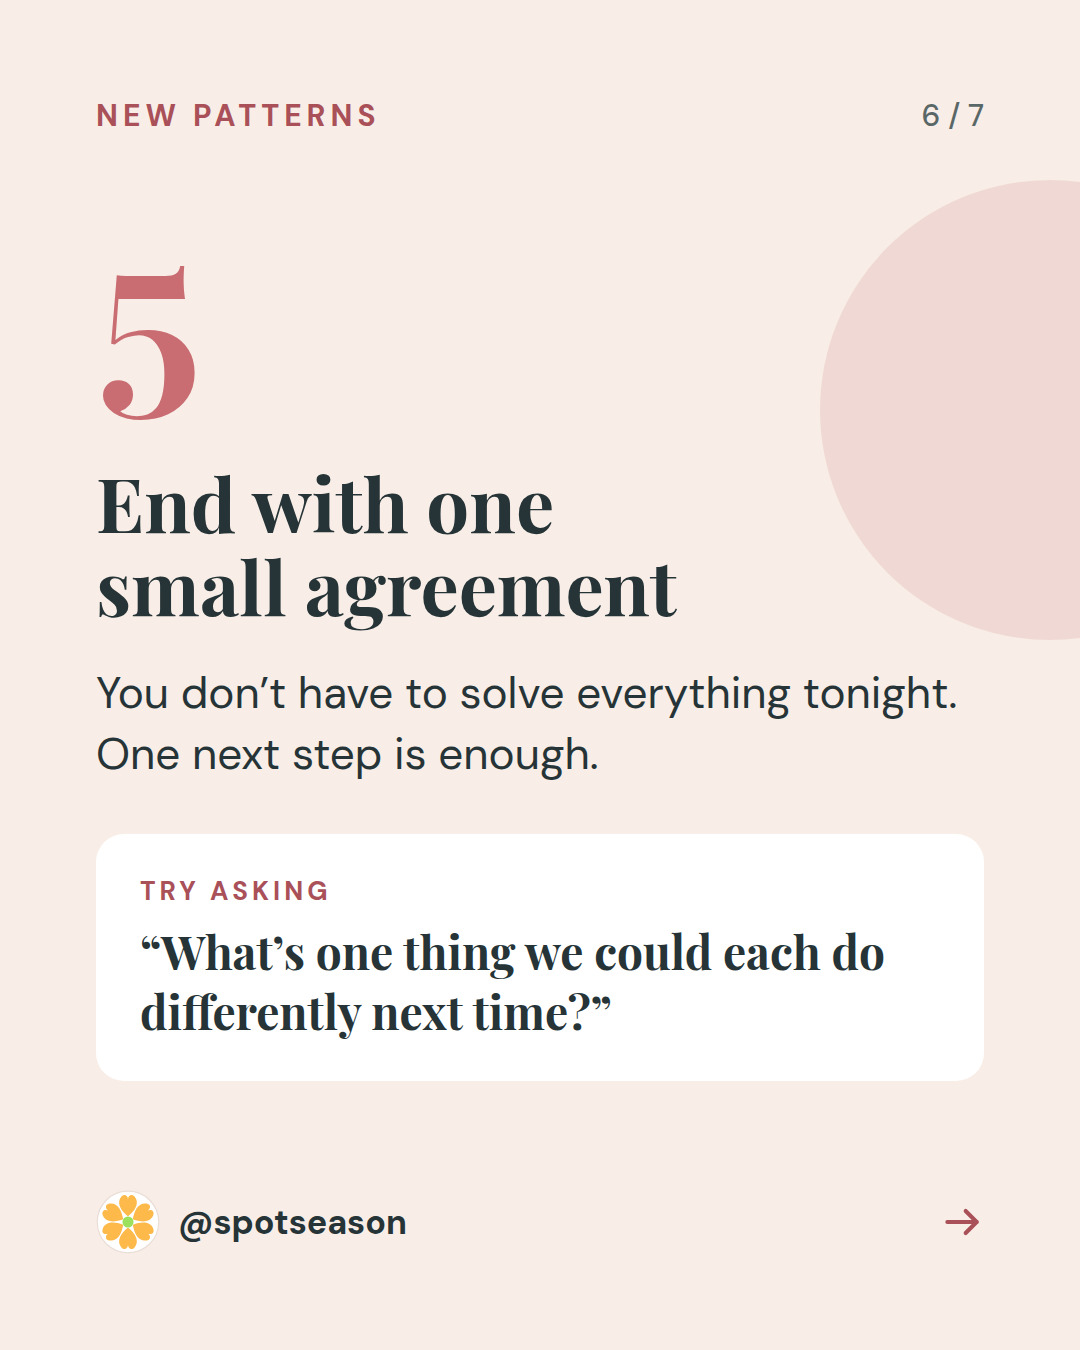 NEW PATTERNS
6 / 7
5
End with one
small agreement
You don’t have to solve everything tonight.
One next step is enough.
TRY ASKING
“What’s one thing we could each do
differently next time?”
@spotseason